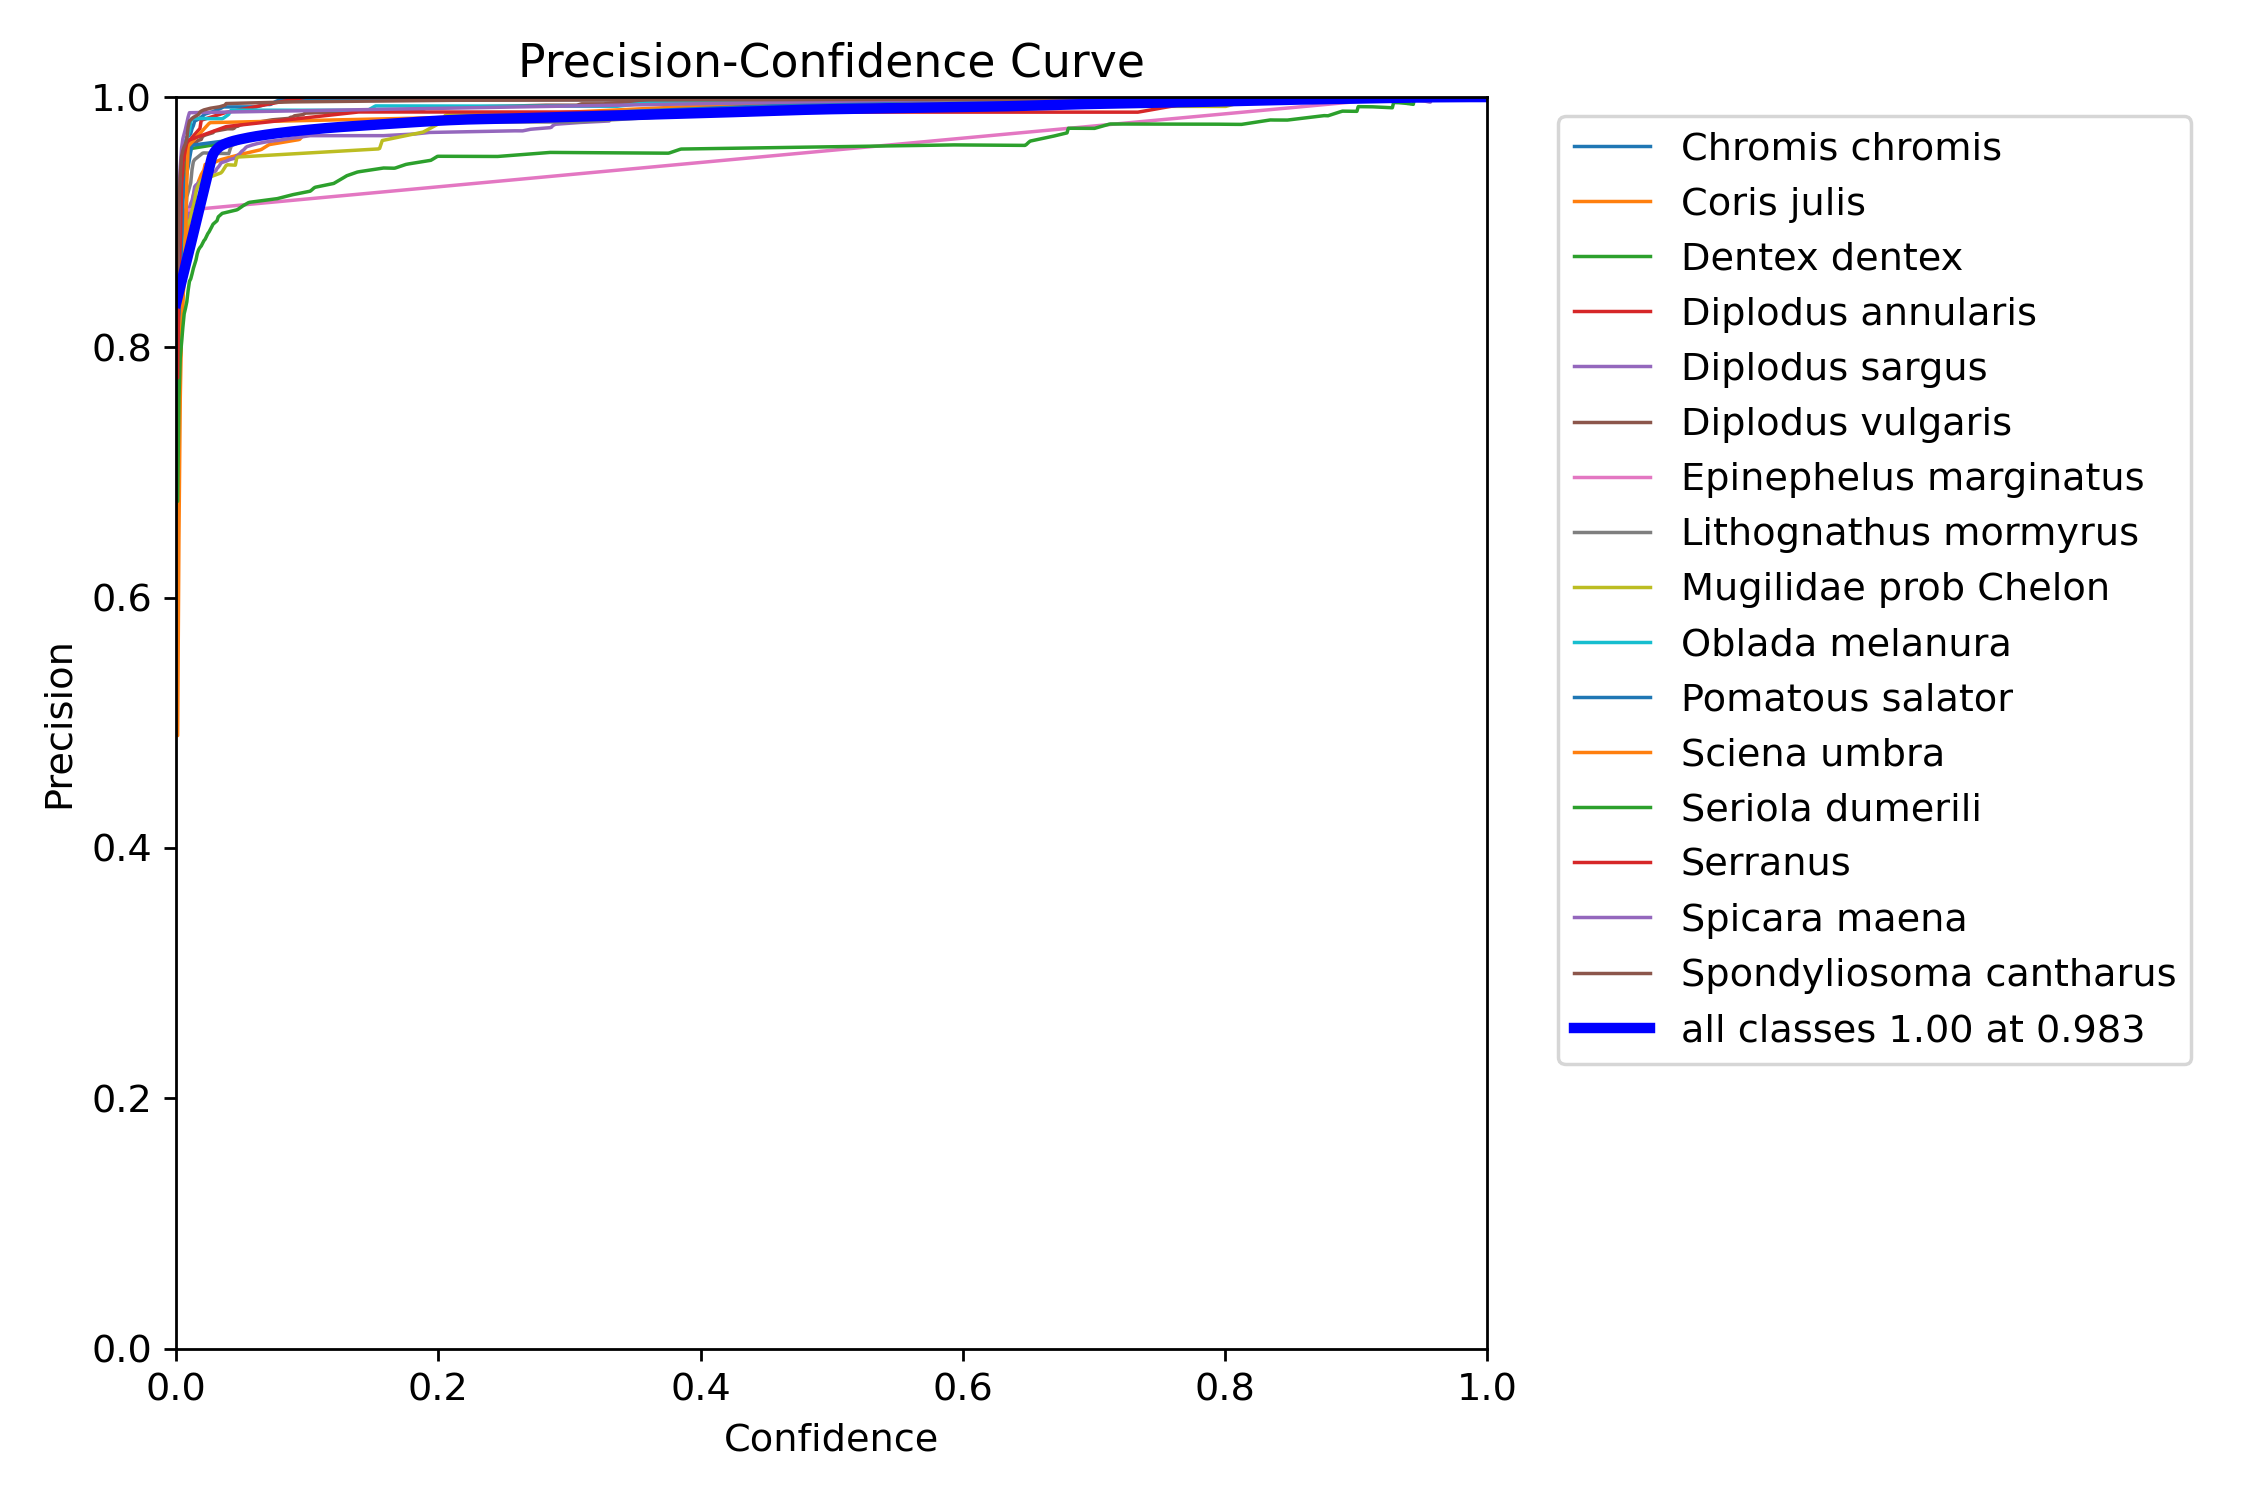 Precision-Confidence Curve
1.0
0.8
0.6
0.4
0.2
0.0
Precision
0.0 0.2 0.4 0.6 0.8 1.0
Confidence
Chromis chromis
Coris julis
Dentex dentex
Diplodus annularis
Diplodus sargus
Diplodus vulgaris
Epinephelus marginatus
Lithognathus mormyrus
Mugilidae prob Chelon
Oblada melanura
Pomatous salator
Sciena umbra
Seriola dumerili
Serranus
Spicara maena
Spondyliosoma cantharus
all classes 1.00 at 0.983